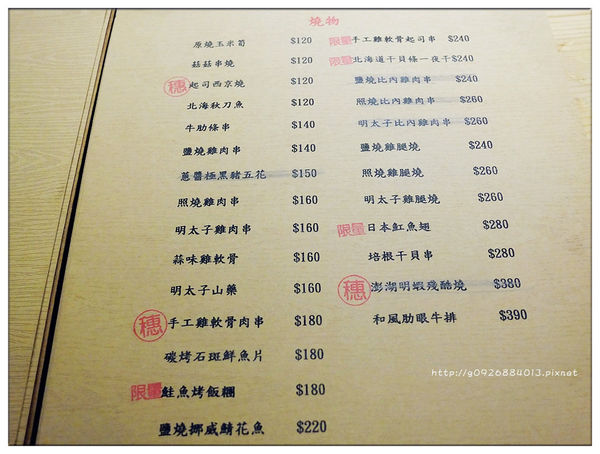 燒物
原燒玉米筍 $120
菇菇串燒 $120
穗 起司西京燒 $120
北海秋刀魚 $120
牛肋條串 $140
鹽燒雞肉串 $140
蔥醬極黑豬五花 $150
照燒雞肉串 $160
明太子雞肉串 $160
蒜味雞軟骨 $160
明太子山藥 $160
穗 手工雞軟骨肉串 $180
碳烤石斑鮮魚片 $180
限量 鮭魚烤飯糰 $180
鹽燒挪威鯖花魚 $220
限量 手工雞軟骨起司串 $240
限量 北海道干貝條一夜干 $240
鹽燒比內雞肉串 $240
照燒比內雞肉串 $260
明太子比內雞肉串 $260
鹽燒雞腿燒 $240
照燒雞腿燒 $260
明太子雞腿燒 $260
限量 日本魟魚翅 $280
培根干貝串 $280
穗 澎湖明蝦殘酷燒 $380
和風肋眼牛排 $390
http://g0926884013.pixnet